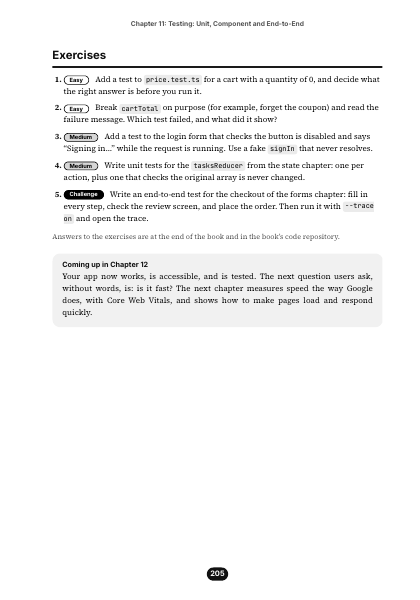 Chapter 11: Testing: Unit, Component and End-to-End
Exercises
1. Easy Add a test to price.test.ts for a cart with a quantity of 0, and decide what
the right answer is before you run it.
2. Easy Break cartTotal on purpose (for example, forget the coupon) and read the
failure message. Which test failed, and what did it show?
3. Medium Add a test to the login form that checks the button is disabled and says
“Signing in…” while the request is running. Use a fake signIn that never resolves.
4. Medium Write unit tests for the tasksReducer from the state chapter: one per
action, plus one that checks the original array is never changed.
5. Challenge Write an end-to-end test for the checkout of the forms chapter: fill in
every step, check the review screen, and place the order. Then run it with --trace
on and open the trace.
Answers to the exercises are at the end of the book and in the book’s code repository.
Coming up in Chapter 12
Your app now works, is accessible, and is tested. The next question users ask,
without words, is: is it fast? The next chapter measures speed the way Google
does, with Core Web Vitals, and shows how to make pages load and respond
quickly.
205